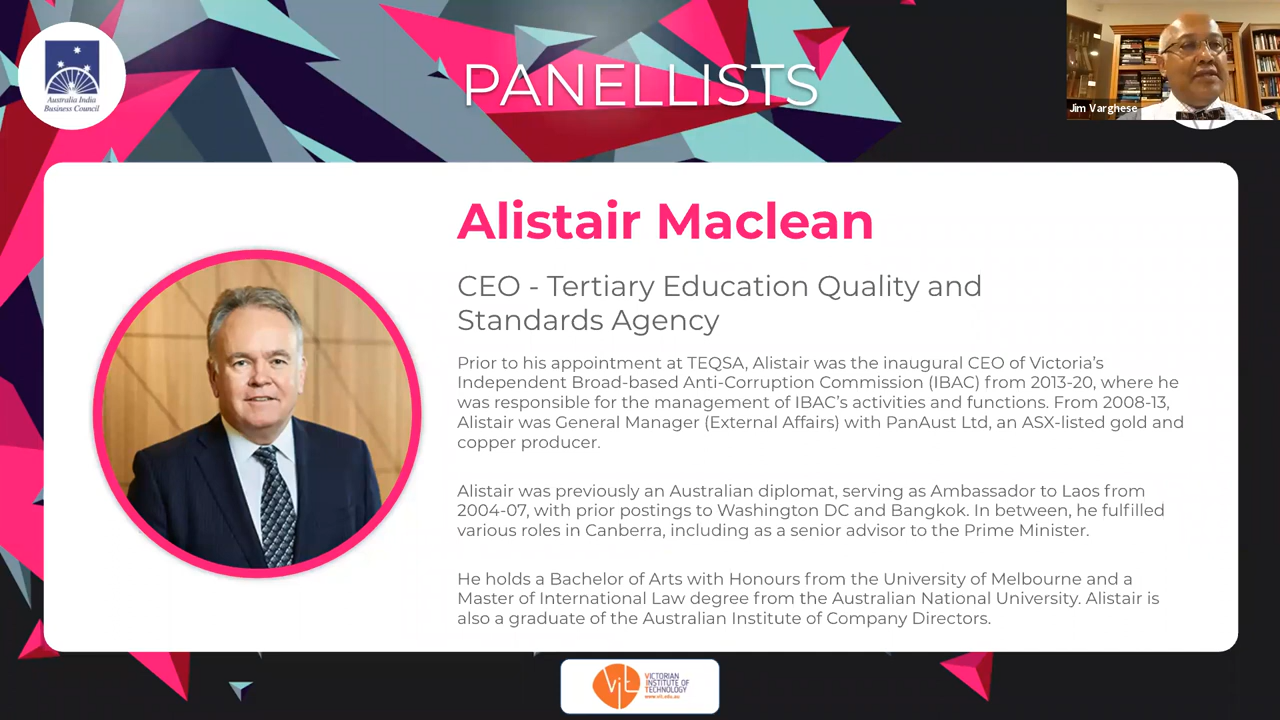 Australia India
Business Council
PANELLISTS
Jim Varghese
Alistair Maclean
CEO - Tertiary Education Quality and
Standards Agency
Prior to his appointment at TEQSA, Alistair was the inaugural CEO of Victoria's
Independent Broad-based Anti-Corruption Commission (IBAC) from 2013-20, where he
was responsible for the management of IBAC's activities and functions. From 2008-13,
Alistair was General Manager (External Affairs) with PanAust Ltd, an ASX-listed gold and
copper producer.
Alistair was previously an Australian diplomat, serving as Ambassador to Laos from
2004-07, with prior postings to Washington DC and Bangkok. In between, he fulfilled
various roles in Canberra, including as a senior advisor to the Prime Minister.
He holds a Bachelor of Arts with Honours from the University of Melbourne and a
Master of International Law degree from the Australian National University. Alistair is
also a graduate of the Australian Institute of Company Directors.
vit
VICTORIAN
INSTITUTE OF
TECHNOLOGY
www.vit.edu.au